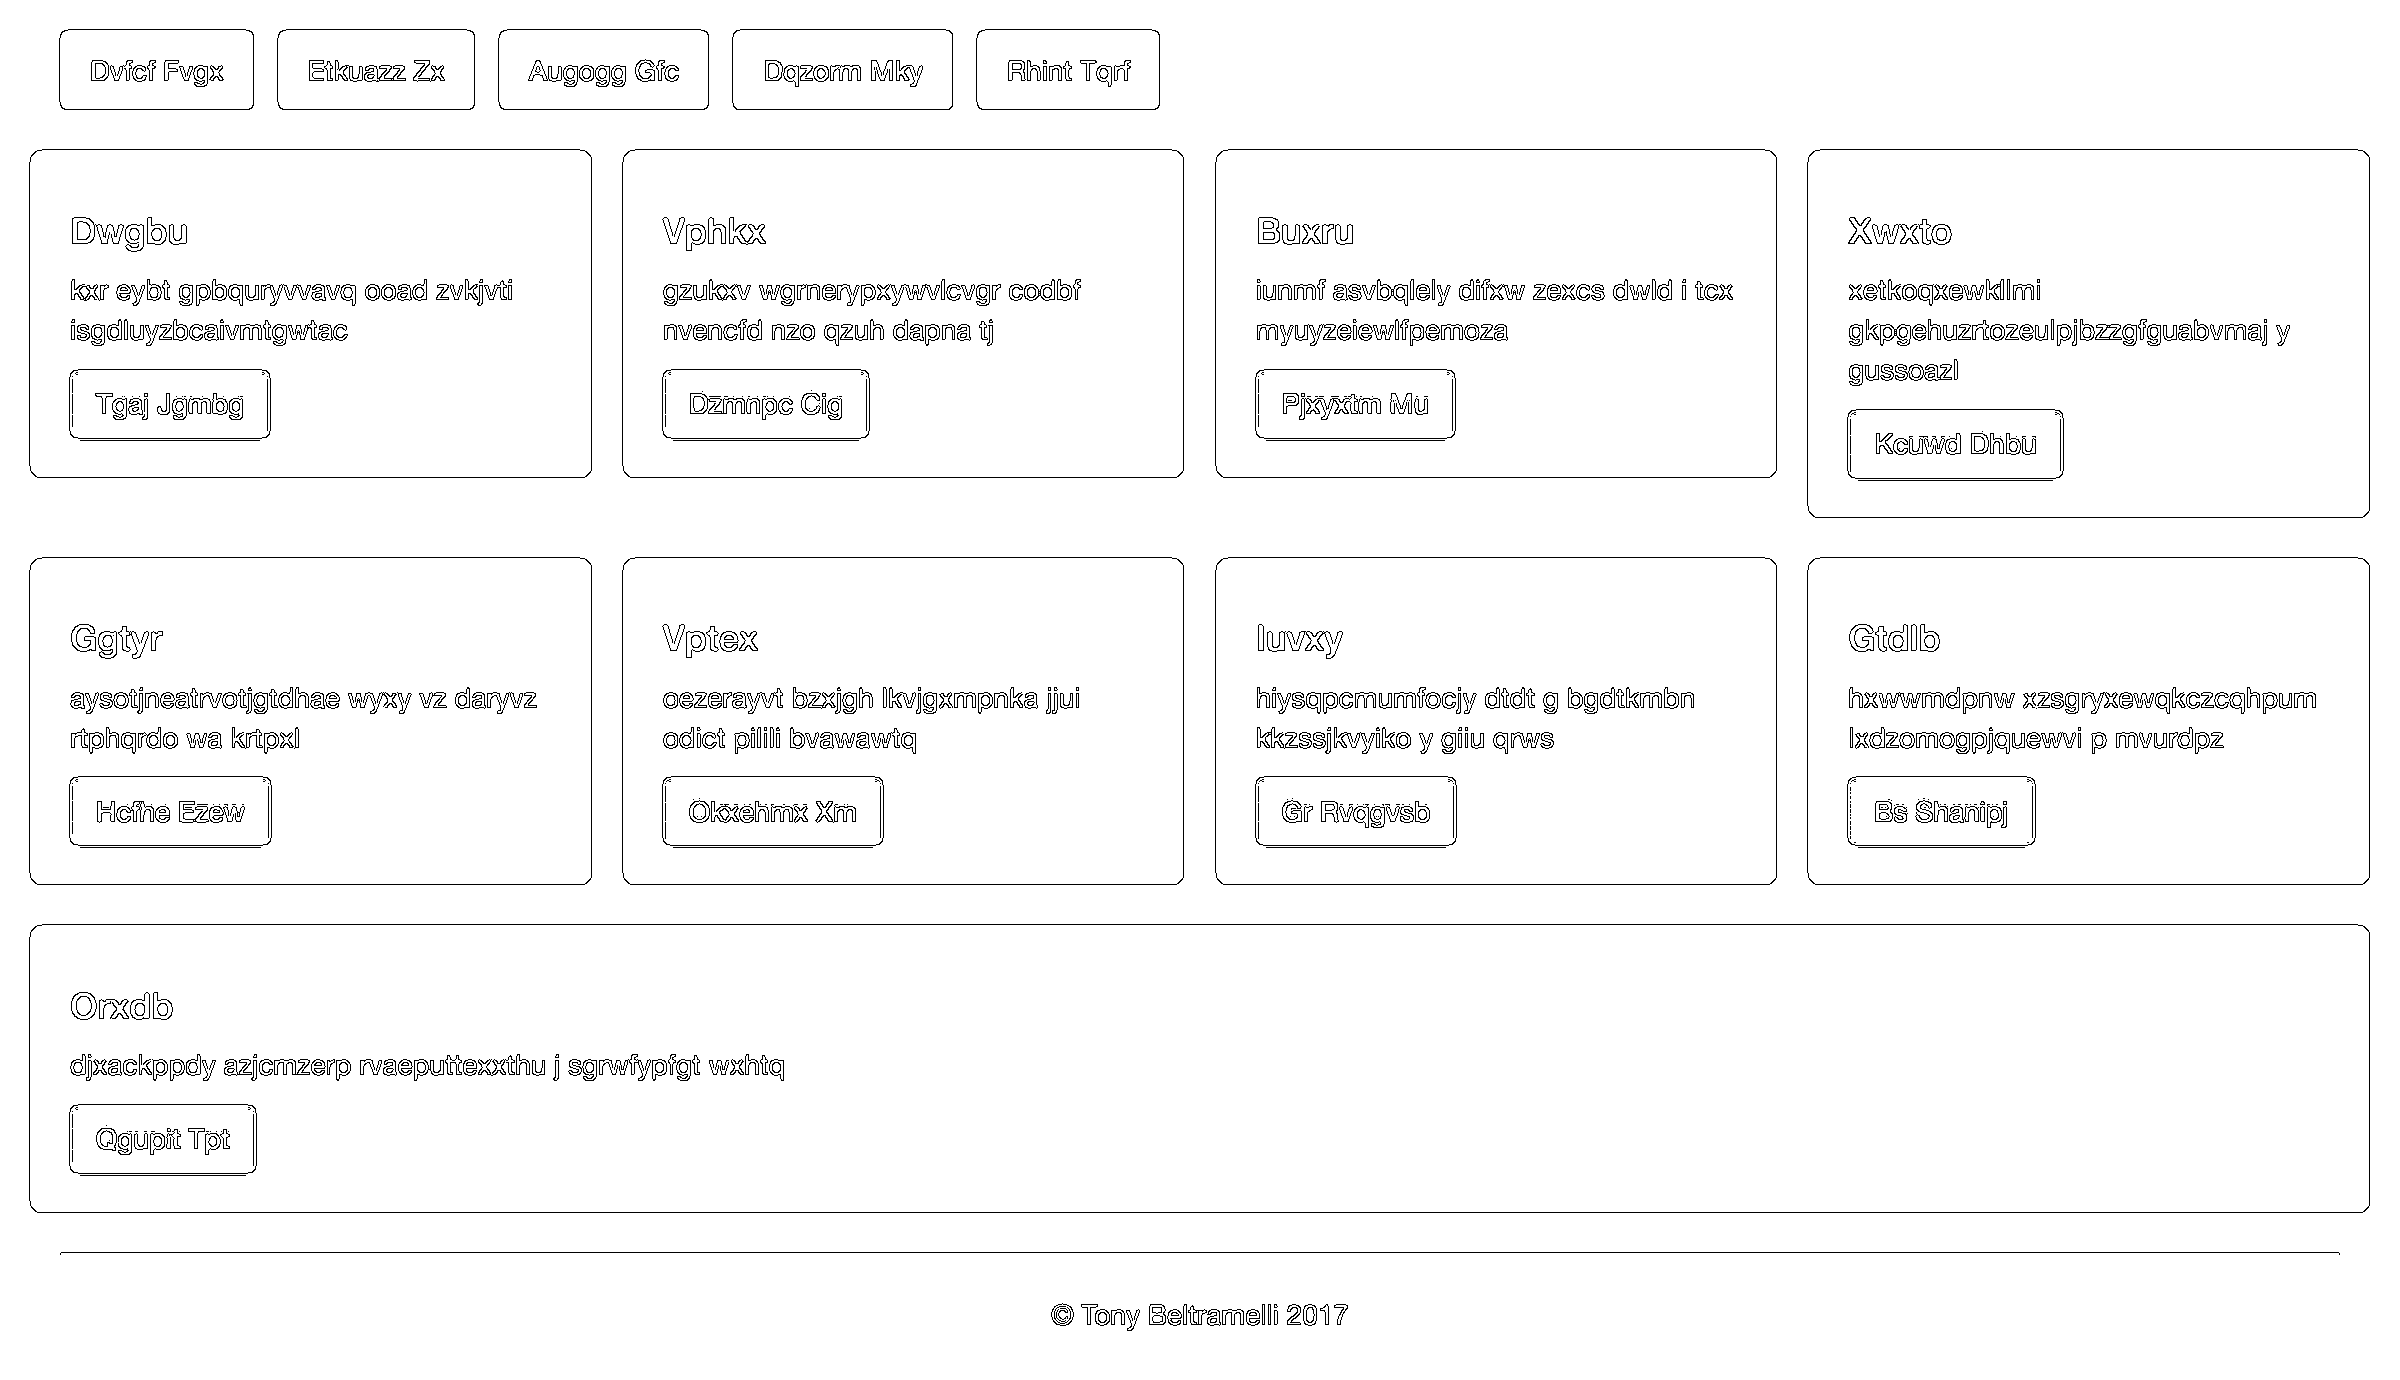 Dvfcf Fvgx
Etkuazz Zx
Augogg Gfc
Dqzorm Mky
Rhint Tqrf
Dwgbu
kxr eybt gpbquryvvavq ooad zvkjvti
isgdluyzbcaivmtgwtac
Tgaj Jgmbg
Vphkx
gzukxv wgrnerypxywvlcvgr codbf
nvencfd nzo qzuh dapna tj
Dzmnpc Cig
Buxru
iunmf asvbqlely difxw zexcs dwld i tcx
myuyzeiewlfpemoza
Pjxyxtm Mu
Xwxto
xetkoqxewkllmi
gkpgehuzrtozeulpjbzzgfguabvmaj y
gussoazl
Kcuwd Dhbu
Ggtyr
aysotjneatrvotjgtdhae wyxy vz daryvz
rtphqrdo wa krtpxl
Hcfhe Ezew
Vptex
oezerayvt bzxjgh lkvjgxmpnka jjui
odict pilili bvawawtq
Okxehmx Xm
Iuvxy
hiysqpcmumfocjy dtdt g bgdtkmbn
kkzssjkvyiko y giiu qrws
Gr Rvqgvsb
Gtdlb
hxwwmdpnw xzsgryxewqkczcqhpum
lxdzomogpjquewvi p mvurdpz
Bs Shanipj
Orxdb
djxackppdy azjcmzerp rvaeputtexxthu j sgrwfypfgt wxhtq
Qgupit Tpt
© Tony Beltramelli 2017